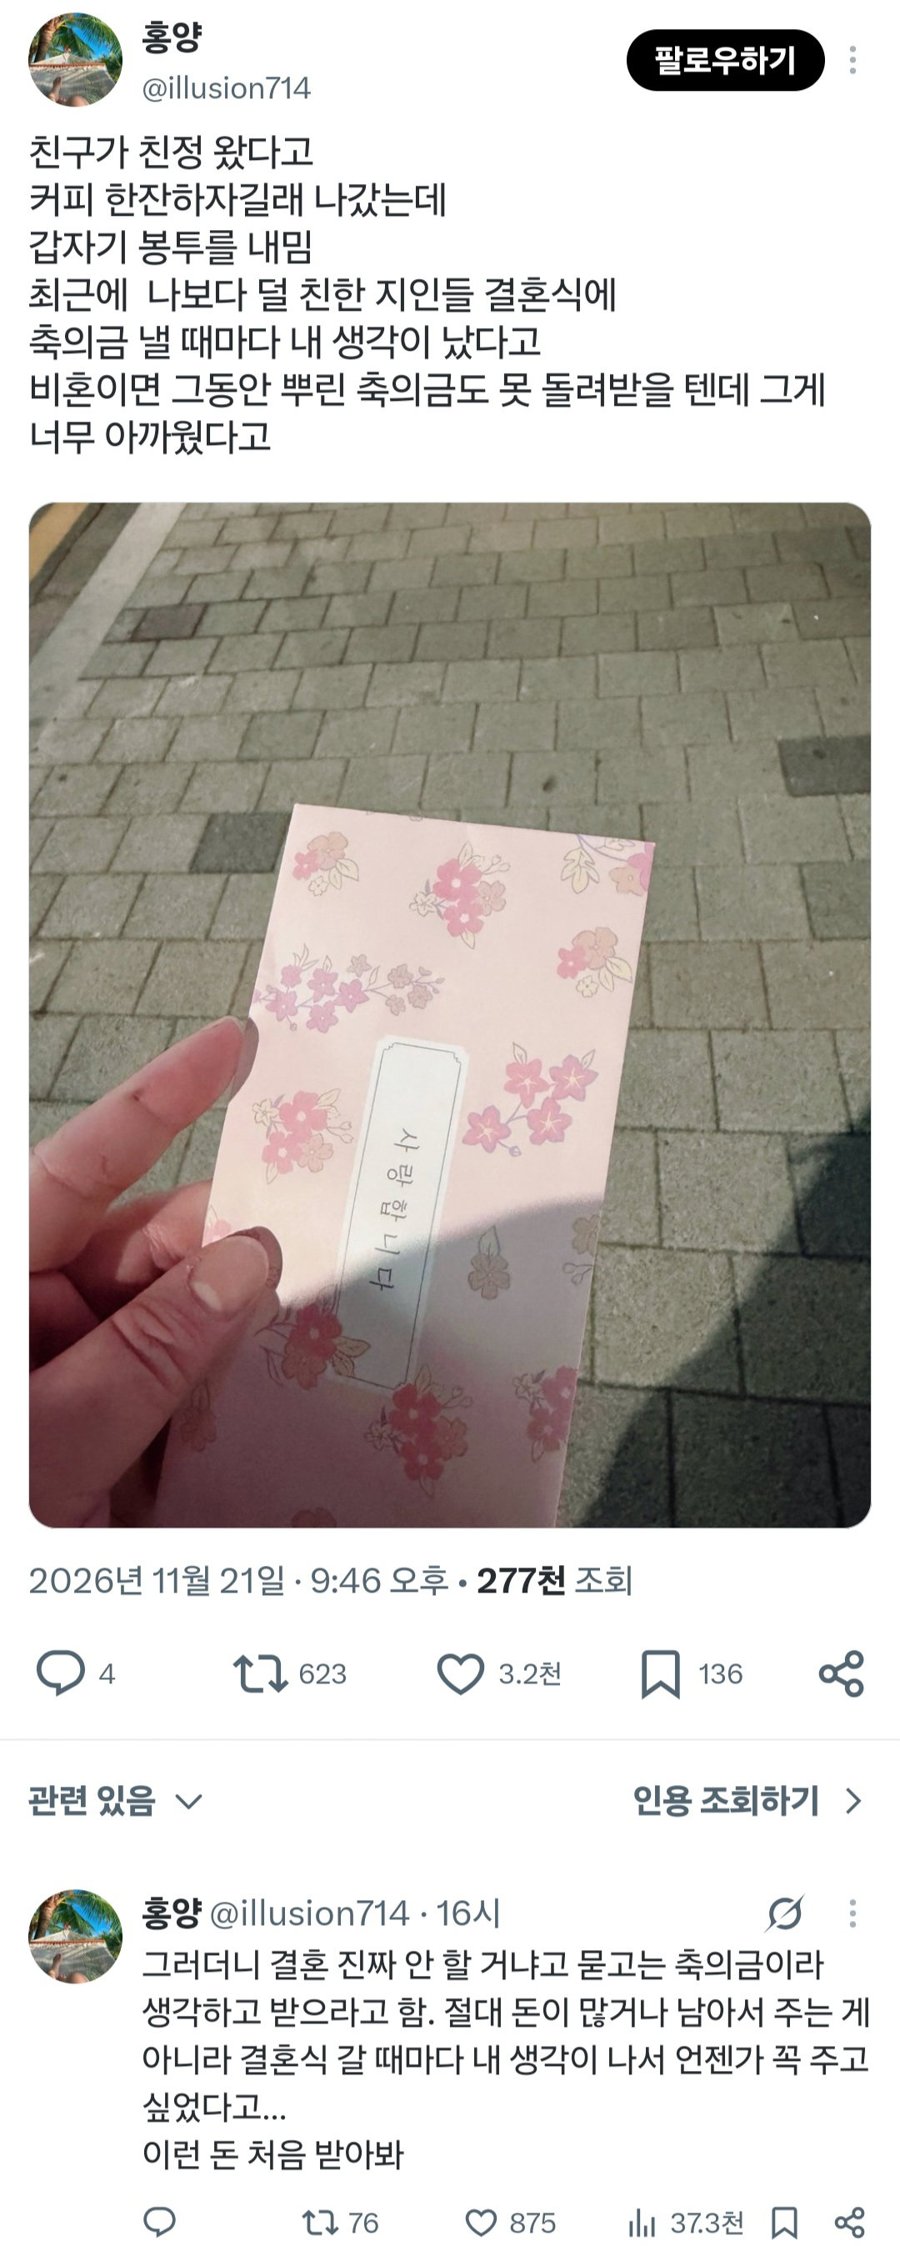 홍양
@illusion714
팔로우하기
친구가 친정 왔다고
커피 한잔하자길래 나갔는데
갑자기 봉투를 내밈
최근에  나보다 덜 친한 지인들 결혼식에
축의금 낼 때마다 내 생각이 났다고
비혼이면 그동안 뿌린 축의금도 못 돌려받을 텐데 그게
너무 아까웠다고
사랑합니다
2026년 11월 21일 · 9:46 오후 • 277천 조회
4 623 3.2천 136
관련 있음 인용 조회하기
홍양 @illusion714 · 16시
그러더니 결혼 진짜 안 할 거냐고 묻고는 축의금이라
생각하고 받으라고 함. 절대 돈이 많거나 남아서 주는 게
아니라 결혼식 갈 때마다 내 생각이 나서 언젠가 꼭 주고
싶었다고...
이런 돈 처음 받아봐
76 875 37.3천